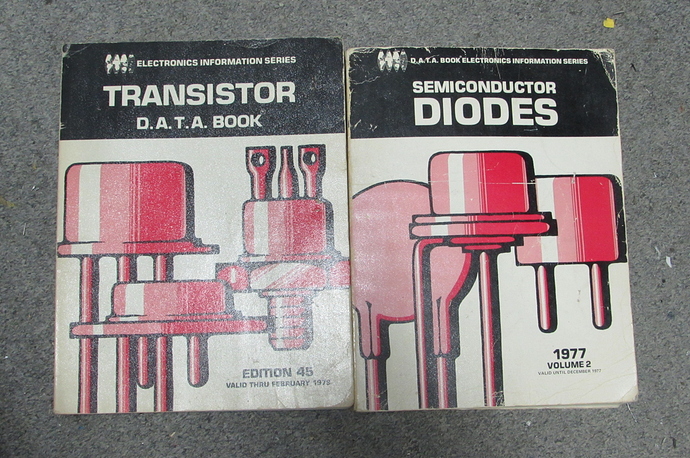 ELECTRONICS INFORMATION SERIES
TRANSISTOR
D.A.T.A. BOOK
EDITION 45
VALID THRU FEBRUARY, 1978
D.A.T.A. BOOK ELECTRONICS INFORMATION SERIES
SEMICONDUCTOR
DIODES
1977
VOLUME 2
VALID UNTIL DECEMBER 1977